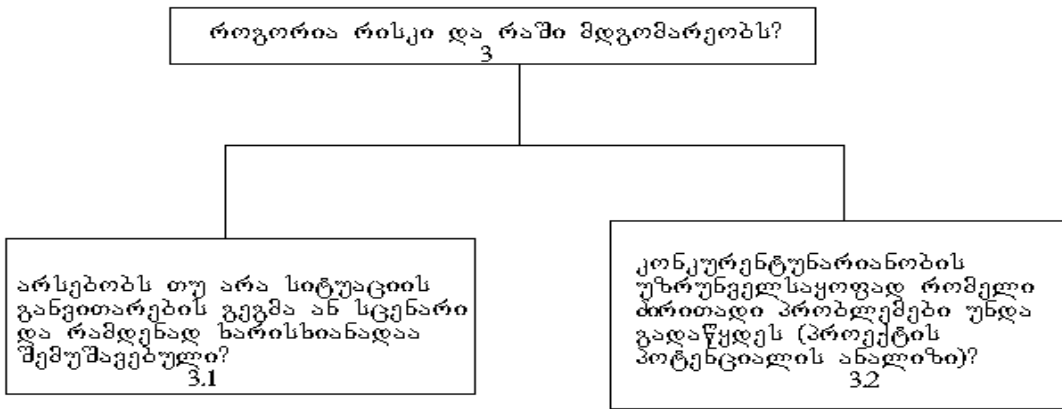 როგორია რისკი და რაში მდგომარეობს?
3
არსებობს თუ არა სიტუაციის
განვითარების გეგმა ან სცენარი
და რამდენად ხარისხიანადაა
შემუშავებული?
3.1
კონკურენტუნარიანობის
უზრუნველსაყოფად რომელი
ძირითადი პრობლემები უნდა
გადაწყდეს (პროექტის
პოტენციალის ანალიზი)?
3.2